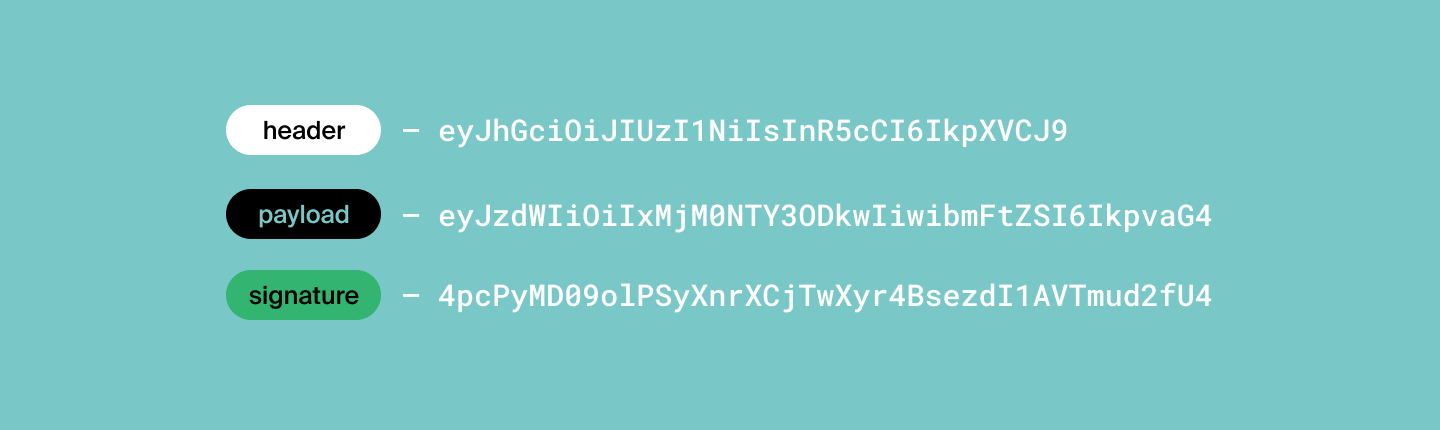 header – eyJhGciOiJIUzI1NiIsInR5cCI6IkpXVCJ9
payload – eyJzdWIiOiIxMjM0NTY3ODkwIiwibmFtZSI6IkpvaG4
signature – 4pcPyMD09olPSyXnrXCjTwXyr4BsezdI1AVTmud2fU4